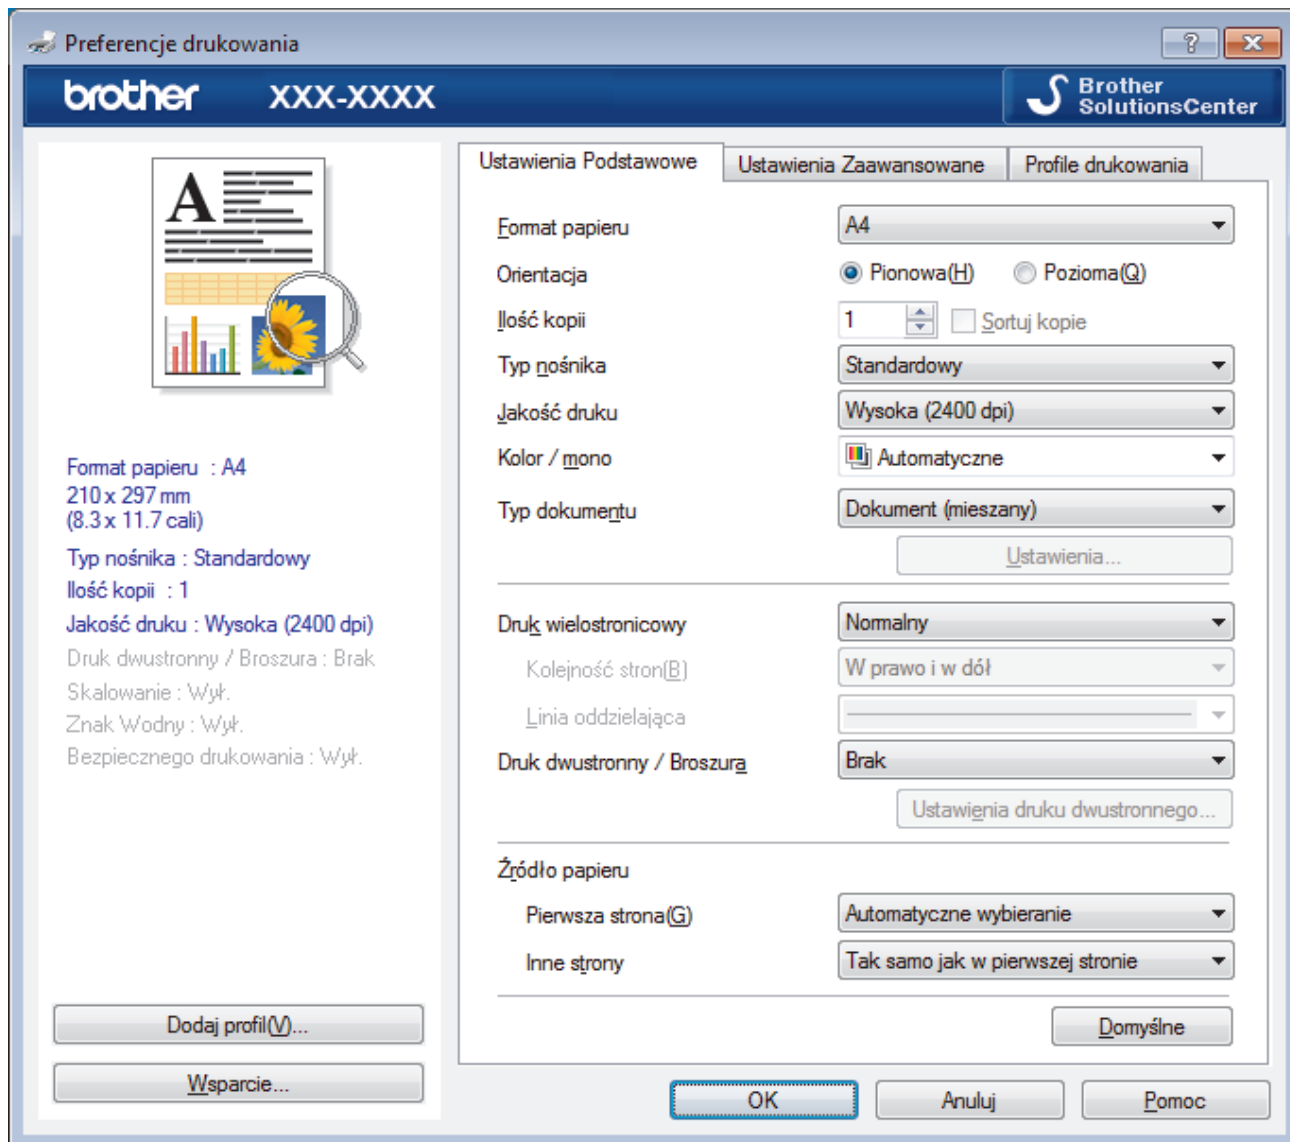 Preferencje drukowania
brother XXX-XXXX
Brother
SolutionsCenter
A
Format papieru : A4
210 x 297 mm
(8.3 x 11.7 cali)
Typ nośnika : Standardowy
Ilość kopii : 1
Jakość druku : Wysoka (2400 dpi)
Druk dwustronny / Broszura : Brak
Skalowanie : Wył.
Znak Wodny : Wył.
Bezpiecznego drukowania : Wył.
Dodaj profil(V)...
Wsparcie...
Ustawienia Podstawowe Ustawienia Zaawansowane Profile drukowania
Format papieru A4
Orientacja Pionowa(H) Pozioma(Q)
Ilość kopii 1 Sortuj kopie
Typ nośnika Standardowy
Jakość druku Wysoka (2400 dpi)
Kolor / mono Automatyczne
Typ dokumentu Dokument (mieszany)
Ustawienia...
Druk wielostronicowy Normalny
Kolejność stron(B) W prawo i w dół
Linia oddzielająca
Druk dwustronny / Broszura Brak
Ustawienia druku dwustronnego...
Źródło papieru
Pierwsza strona(G) Automatyczne wybieranie
Inne strony Tak samo jak w pierwszej stronie
Domyślne
OK Anuluj Pomoc